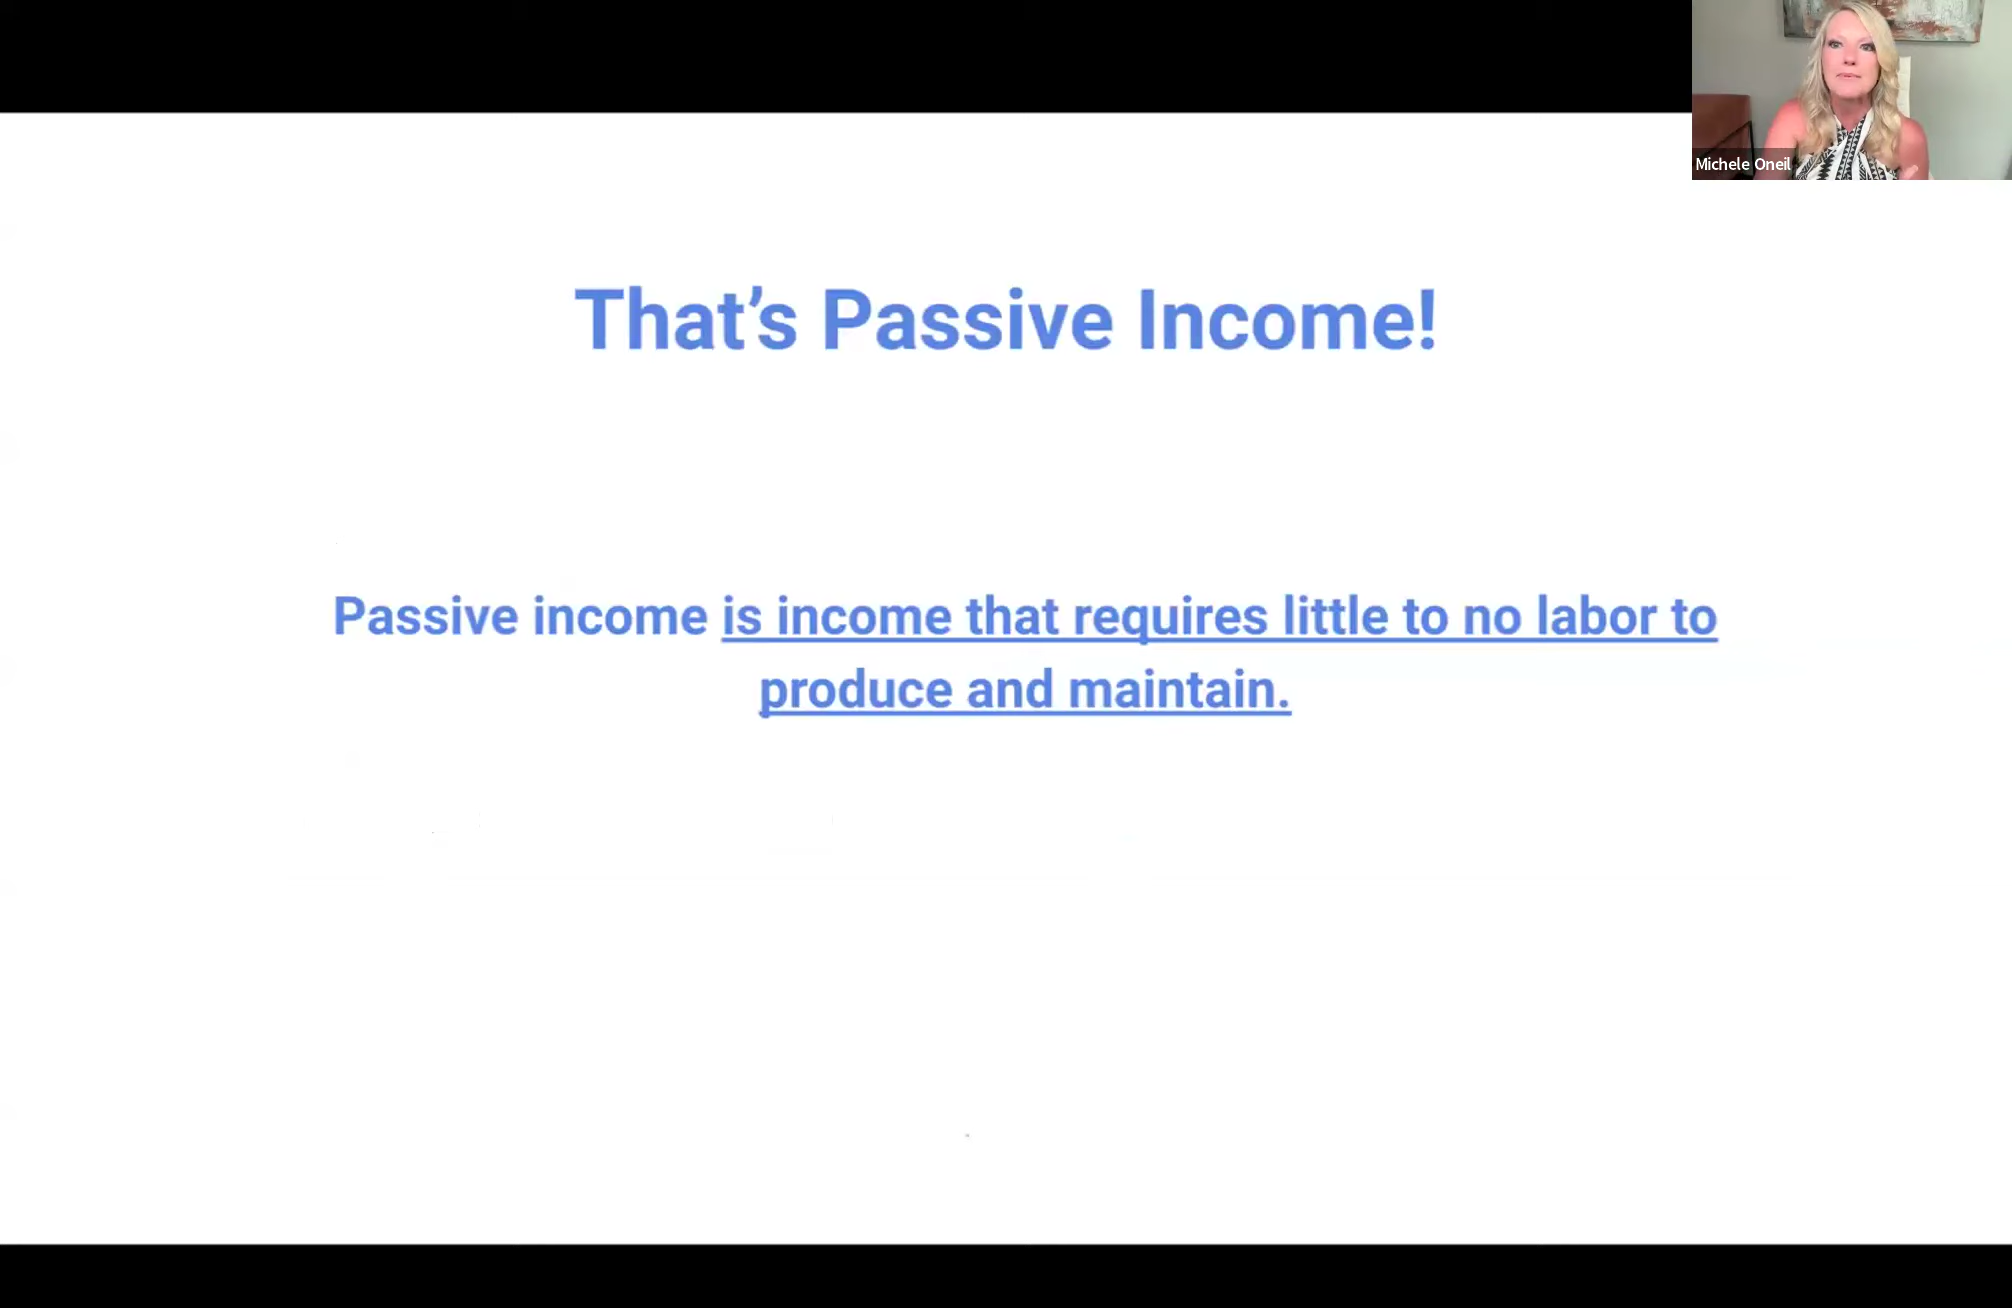 Michele Oneil
That’s Passive Income!
Passive income is income that requires little to no labor to
produce and maintain.